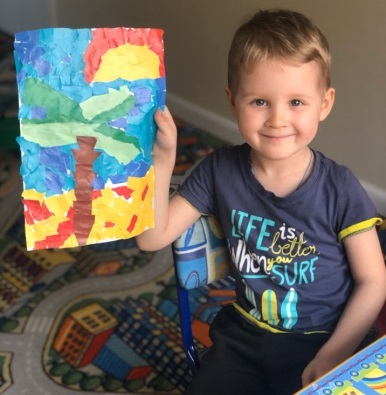 LIFE is
better
When you
SURF